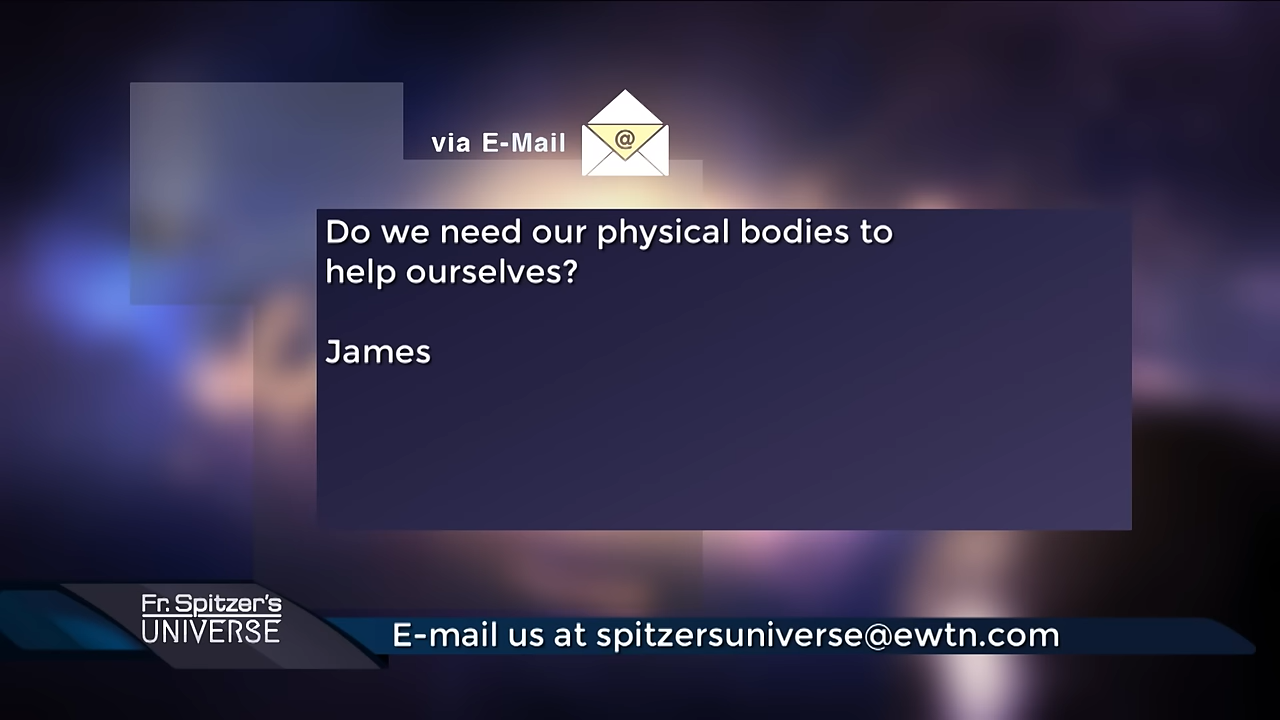 via E-Mail @
Do we need our physical bodies to
help ourselves?
James
Fr. Spitzer's
UNIVERSE
E-mail us at spitzersuniverse@ewtn.com